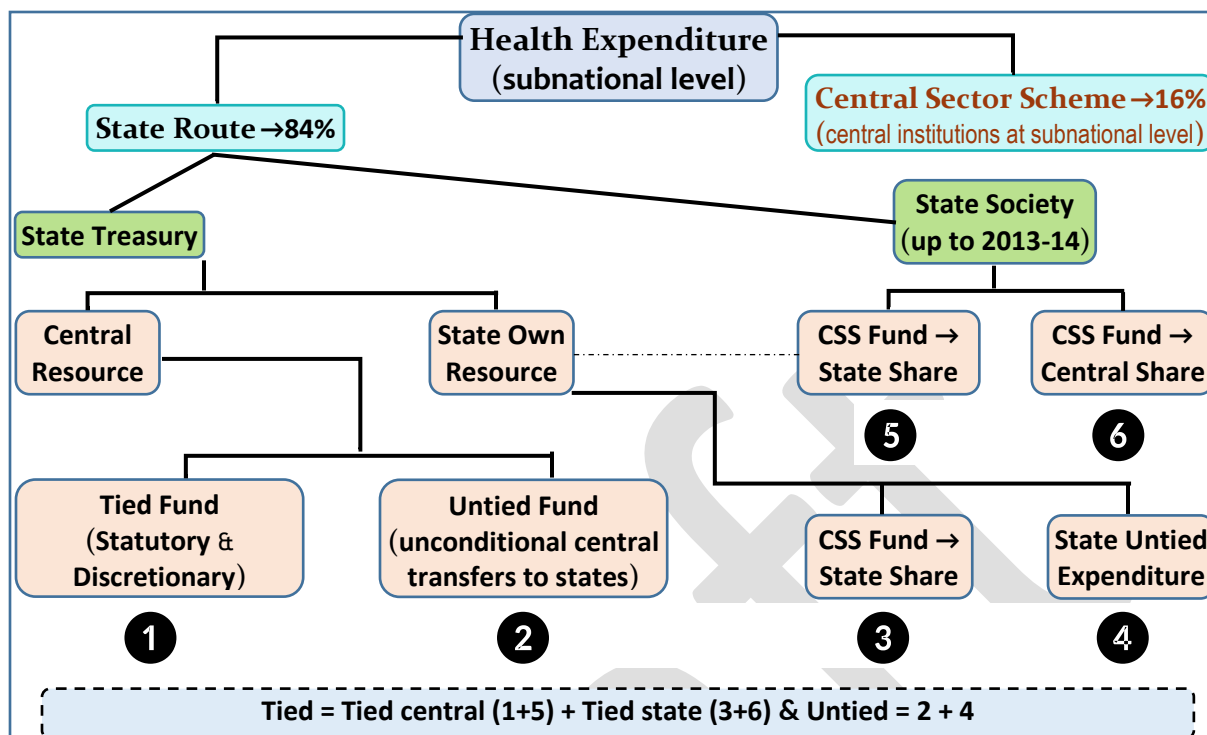 Health Expenditure
(subnational level)
State Route →84%
Central Sector Scheme →16%
(central institutions at subnational level)
State Treasury
State Society
(up to 2013-14)
Central
Resource
State Own
Resource
CSS Fund →
State Share
CSS Fund →
Central Share
5
6
Tied Fund
(Statutory &
Discretionary)
Untied Fund
(unconditional central
transfers to states)
CSS Fund →
State Share
State Untied
Expenditure
1
2
3
4
Tied = Tied central (1+5) + Tied state (3+6) & Untied = 2 + 4